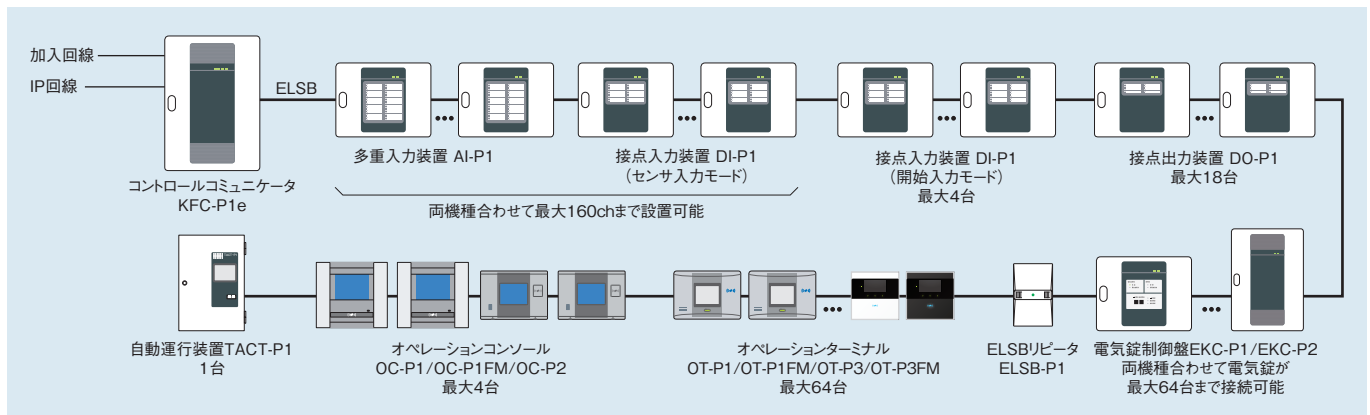 加入回線
IP回線
ELSB
コントロールコミュニケータ
KFC-P1e
多重入力装置 AI-P1
接点入力装置 DI-P1
(センサ入力モード)
両機種合わせて最大160chまで設置可能
接点入力装置 DI-P1
(開始入力モード)
最大4台
接点出力装置 DO-P1
最大18台
自動運行装置TACT-P1
1台
オペレーションコンソール
OC-P1/OC-P1FM/OC-P2
最大4台
オペレーションターミナル
OT-P1/OT-P1FM/OT-P3/OT-P3FM
最大64台
ELSBリピータ
ELSB-P1
電気錠制御盤EKC-P1/EKC-P2
両機種合わせて電気錠が
最大64台まで接続可能